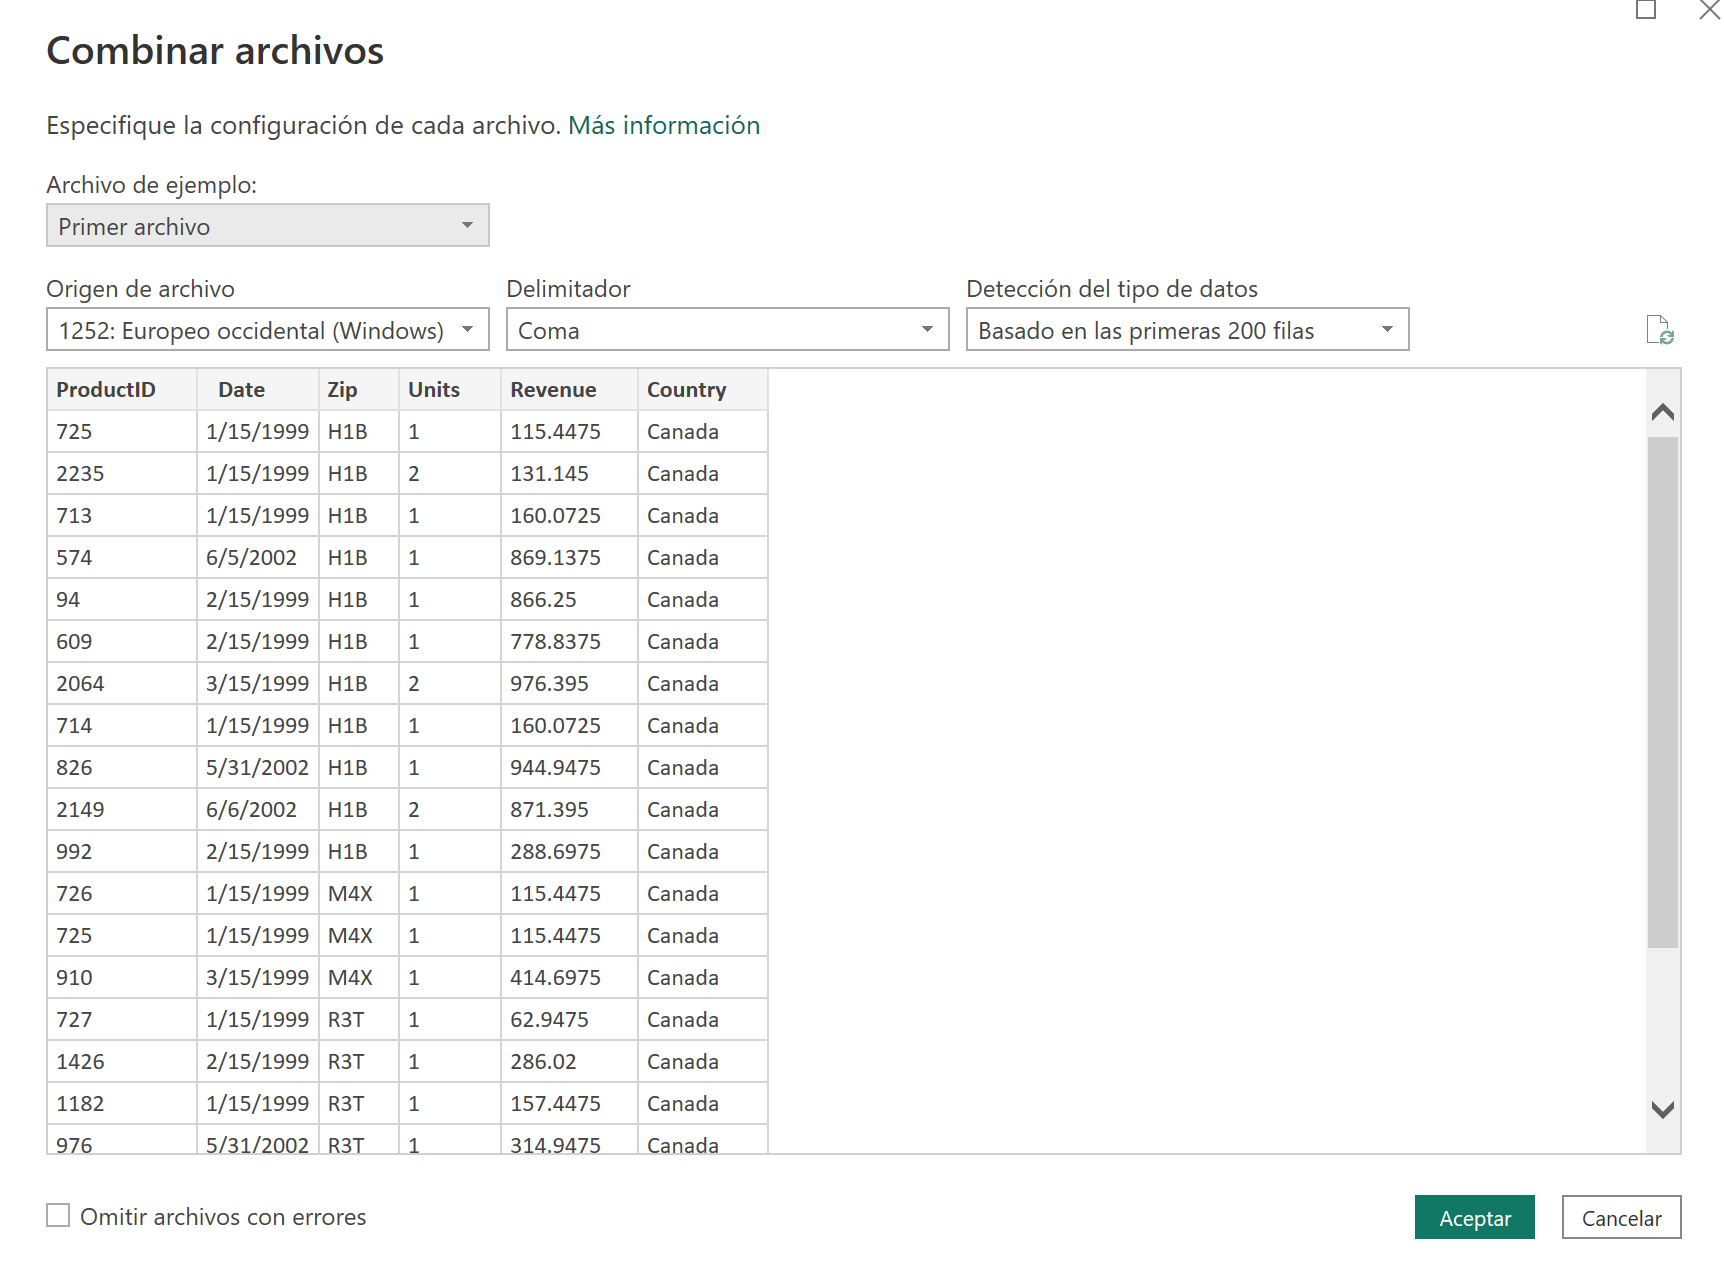 Combinar archivos
Especifique la configuración de cada archivo. Más información
Archivo de ejemplo:
Primer archivo
Origen de archivo Delimitador Detección del tipo de datos
1252: Europeo occidental (Windows) Coma Basado en las primeras 200 filas
ProductID Date Zip Units Revenue Country
725 1/15/1999 H1B 1 115.4475 Canada
2235 1/15/1999 H1B 2 131.145 Canada
713 1/15/1999 H1B 1 160.0725 Canada
574 6/5/2002 H1B 1 869.1375 Canada
94 2/15/1999 H1B 1 866.25 Canada
609 2/15/1999 H1B 1 778.8375 Canada
2064 3/15/1999 H1B 2 976.395 Canada
714 1/15/1999 H1B 1 160.0725 Canada
826 5/31/2002 H1B 1 944.9475 Canada
2149 6/6/2002 H1B 2 871.395 Canada
992 2/15/1999 H1B 1 288.6975 Canada
726 1/15/1999 M4X 1 115.4475 Canada
725 1/15/1999 M4X 1 115.4475 Canada
910 3/15/1999 M4X 1 414.6975 Canada
727 1/15/1999 R3T 1 62.9475 Canada
1426 2/15/1999 R3T 1 286.02 Canada
1182 1/15/1999 R3T 1 157.4475 Canada
976 5/31/2002 R3T 1 314.9475 Canada
Omitir archivos con errores Aceptar Cancelar